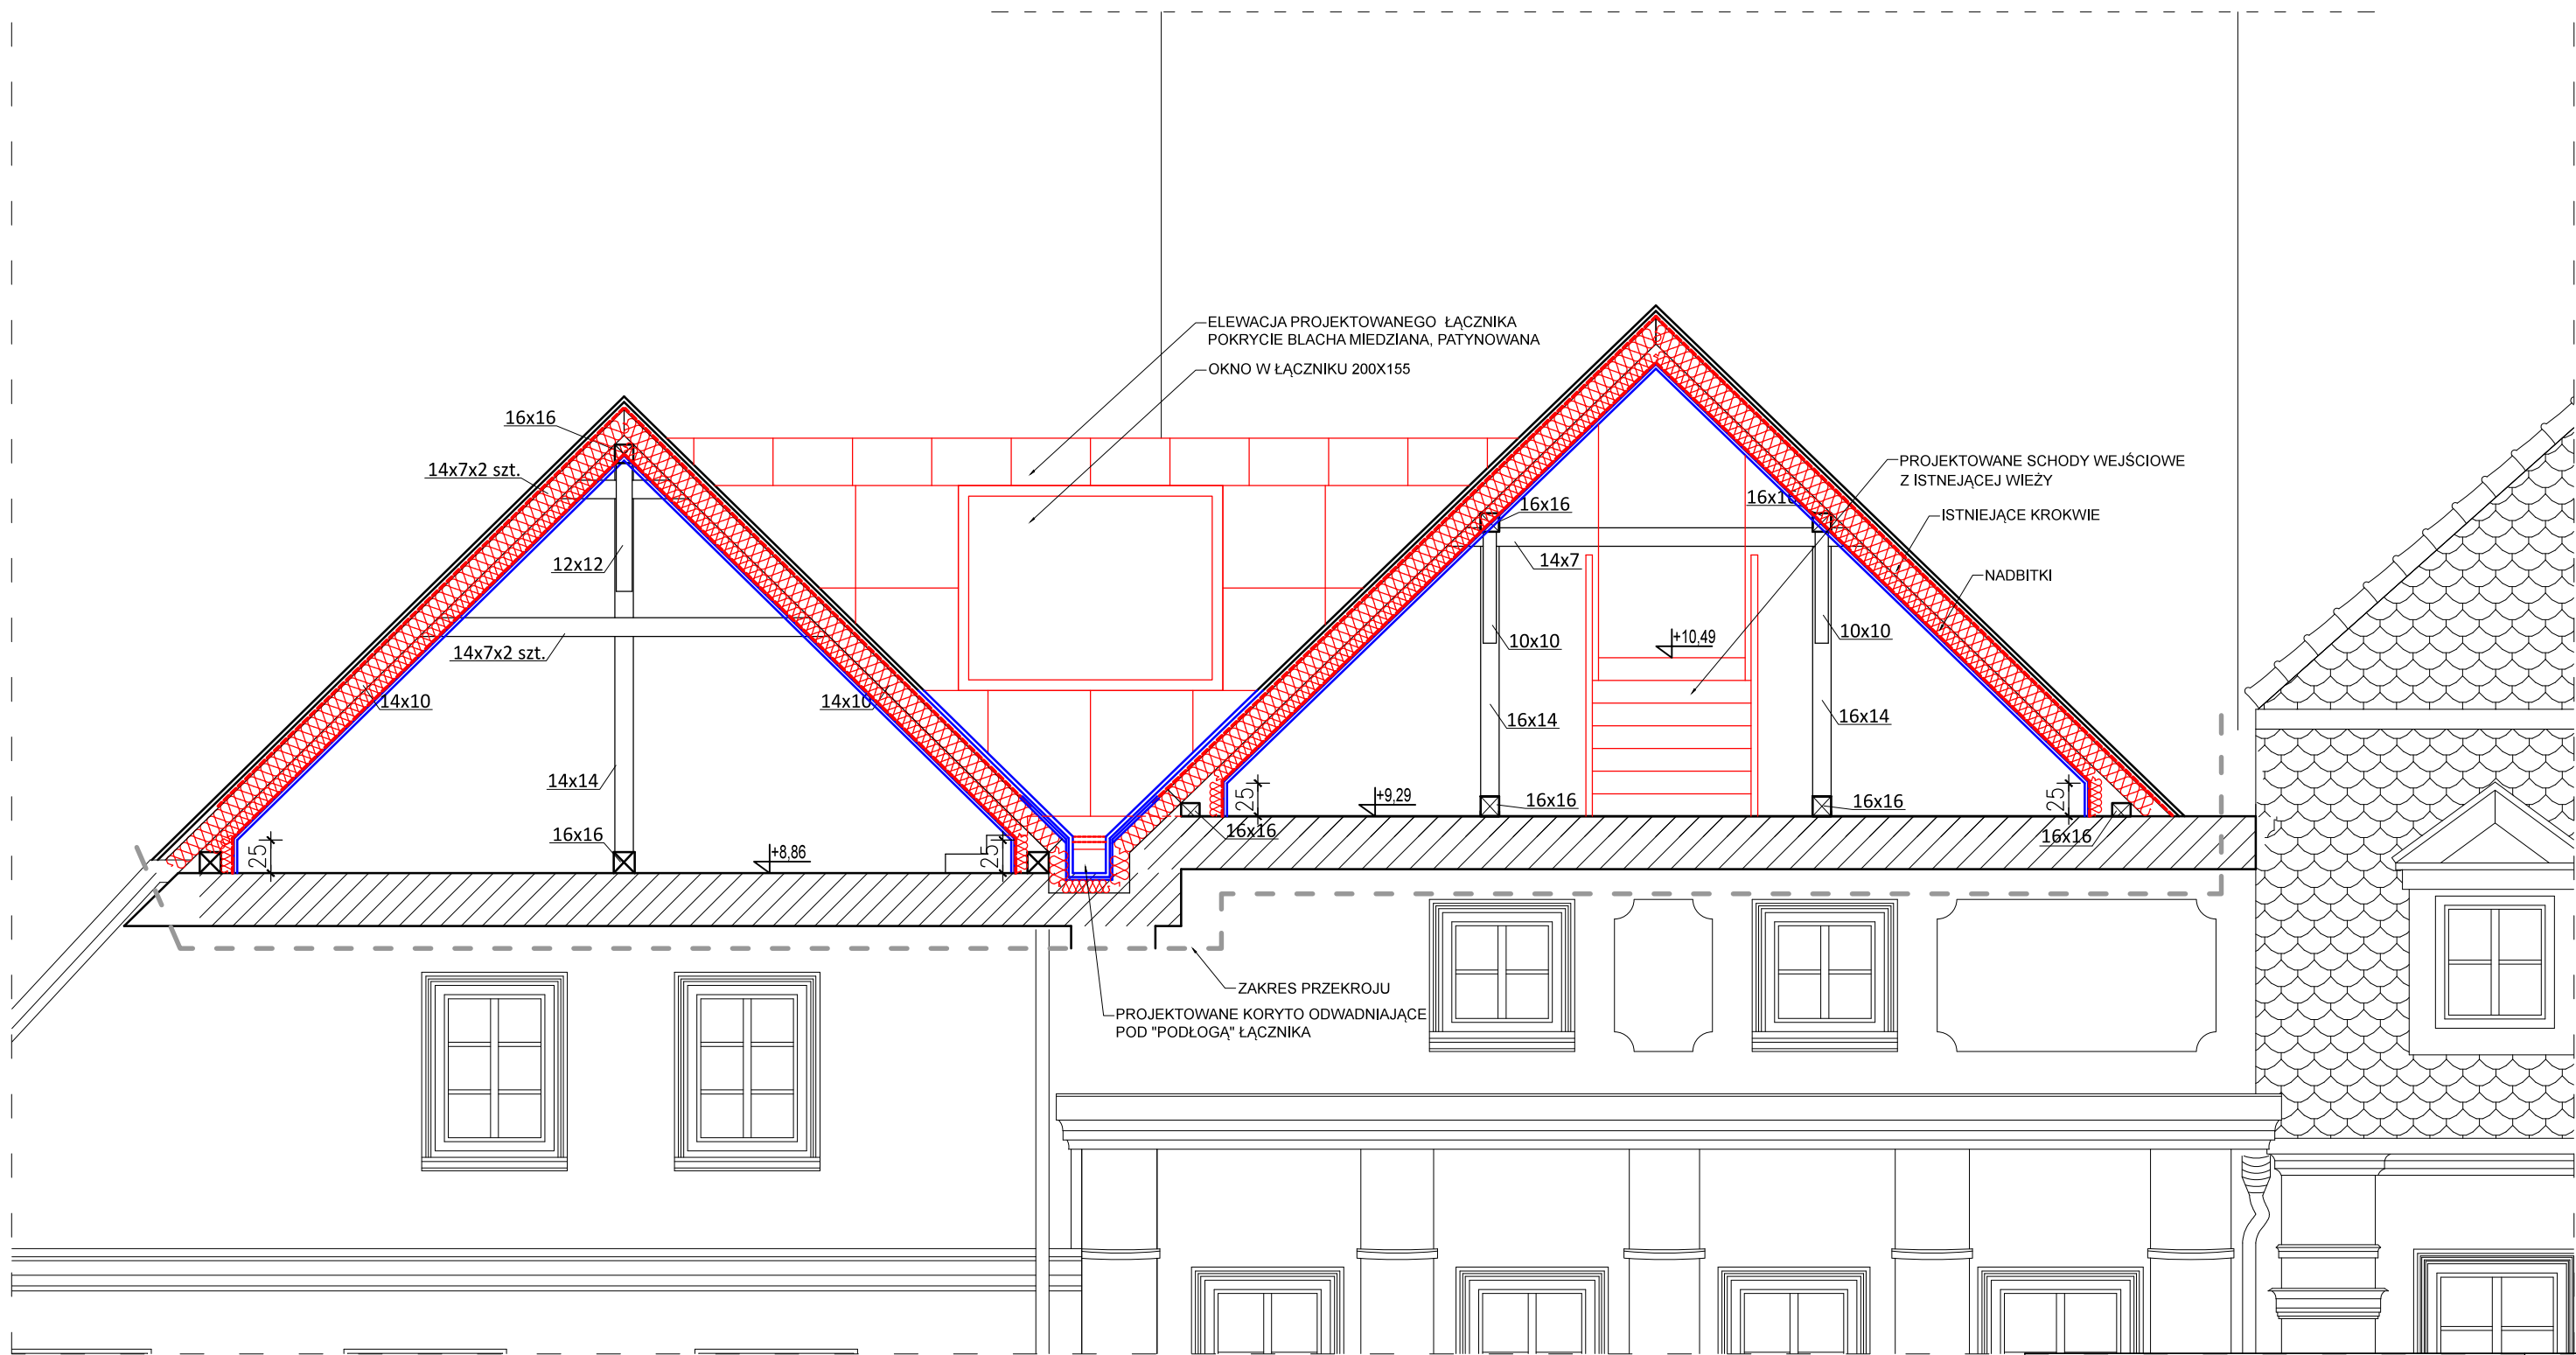 ELEWACJA PROJEKTOWANEGO ŁĄCZNIKA
POKRYCIE BLACHA MIEDZIANA, PATYNOWANA
OKNO W ŁĄCZNIKU 200X155
16x16
14x7x2 szt.
12x12
14x7x2 szt.
14x10
14x10
14x14
16x16
25
+8,86
25
PROJEKTOWANE SCHODY WEJŚCIOWE
Z ISTNEJĄCEJ WIEŻY
ISTNIEJĄCE KROKWIE
NADBITKI
16x16
16x16
14x7
+10,49
10x10
10x10
16x14
16x14
25
+9,29
16x16
16x16
25
16x16
16x16
ZAKRES PRZEKROJU
PROJEKTOWANE KORYTO ODWADNIAJĄCE
POD "PODŁOGĄ" ŁĄCZNIKA